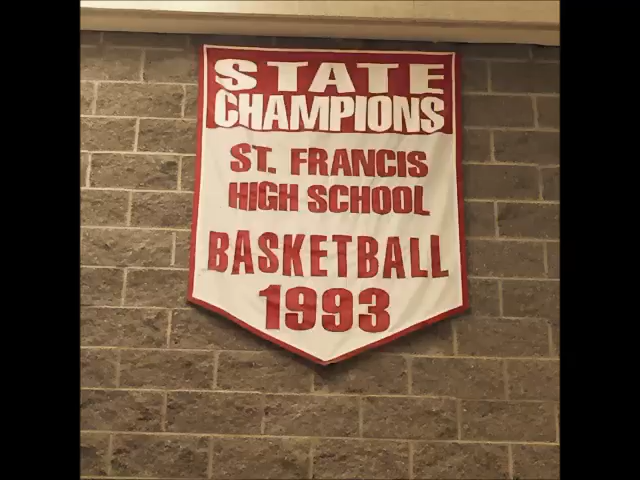 STATE
CHAMPIONS
ST. FRANCIS
HIGH SCHOOL
BASKETBALL
1993